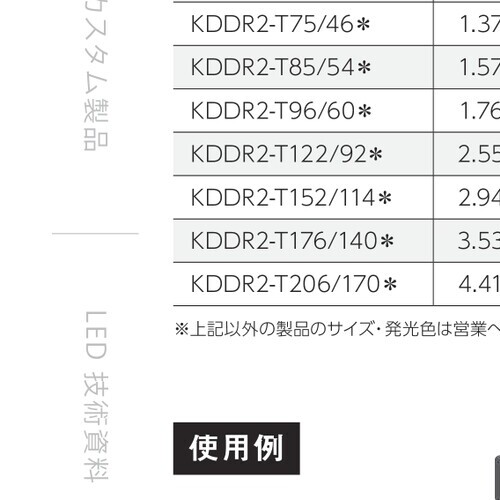 カスタム製品
LED 技術資料
KDDR2-T75/46＊ 1.37
KDDR2-T85/54＊ 1.57
KDDR2-T96/60＊ 1.76
KDDR2-T122/92＊ 2.55
KDDR2-T152/114＊ 2.94
KDDR2-T176/140＊ 3.53
KDDR2-T206/170＊ 4.41
※上記以外の製品のサイズ・発光色は営業へ
使用例